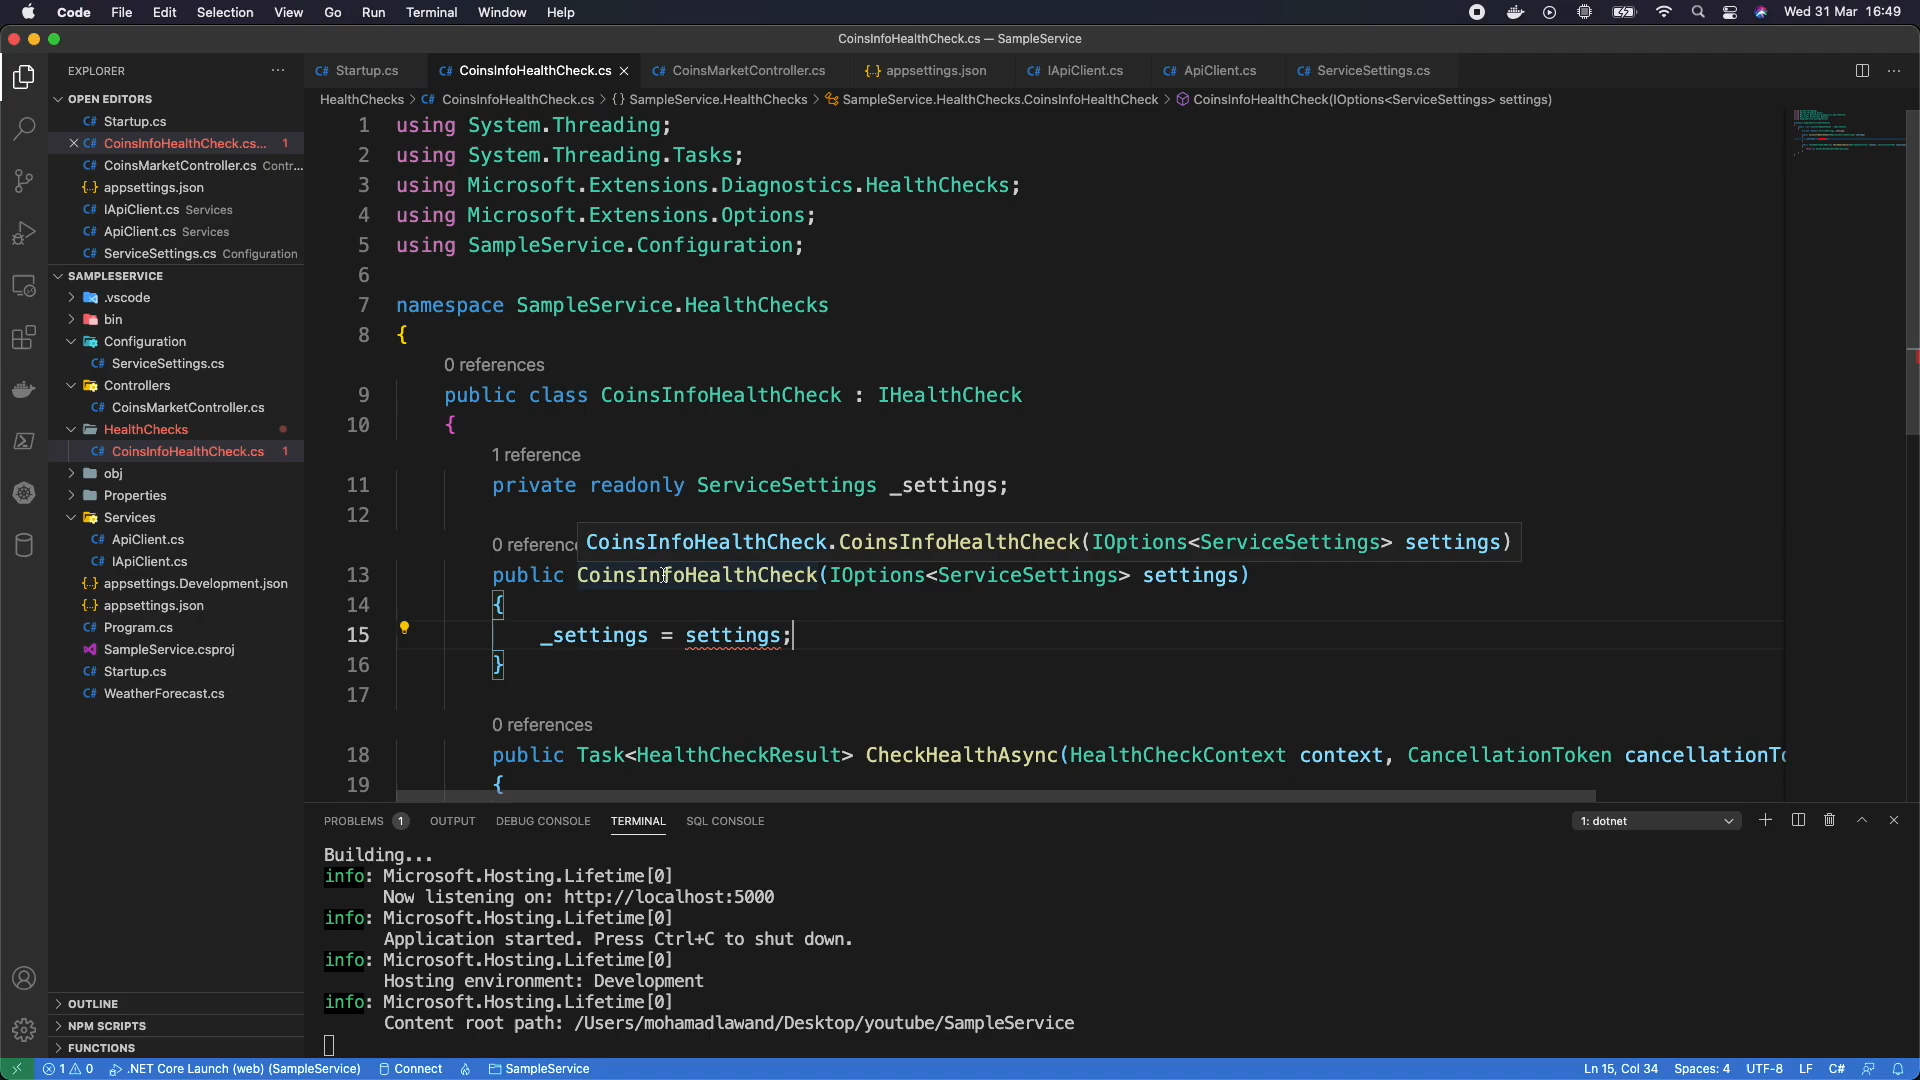 Code File Edit Selection View Go Run Terminal Window Help Wed 31 Mar 16:49
CoinsInfoHealthCheck.cs — SampleService
EXPLORER
OPEN EDITORS
C# Startup.cs
C# CoinsInfoHealthCheck.cs... 1
C# CoinsMarketController.cs Contr...
{..} appsettings.json
C# IApiClient.cs Services
C# ApiClient.cs Services
C# ServiceSettings.cs Configuration
SAMPLESERVICE
.vscode
bin
Configuration
C# ServiceSettings.cs
Controllers
C# CoinsMarketController.cs
HealthChecks
C# CoinsInfoHealthCheck.cs 1
obj
Properties
Services
C# ApiClient.cs
C# IApiClient.cs
{..} appsettings.Development.json
{..} appsettings.json
C# Program.cs
SampleService.csproj
C# Startup.cs
C# WeatherForecast.cs
OUTLINE
NPM SCRIPTS
FUNCTIONS
C# Startup.cs C# CoinsInfoHealthCheck.cs C# CoinsMarketController.cs {..} appsettings.json C# IApiClient.cs C# ApiClient.cs C# ServiceSettings.cs
HealthChecks > C# CoinsInfoHealthCheck.cs > {} SampleService.HealthChecks > SampleService.HealthChecks.CoinsInfoHealthCheck > CoinsInfoHealthCheck(IOptions<ServiceSettings> settings)
1 using System.Threading;
2 using System.Threading.Tasks;
3 using Microsoft.Extensions.Diagnostics.HealthChecks;
4 using Microsoft.Extensions.Options;
5 using SampleService.Configuration;
6
7 namespace SampleService.HealthChecks
8 {
0 references
9 public class CoinsInfoHealthCheck : IHealthCheck
10 {
1 reference
11 private readonly ServiceSettings _settings;
12
0 referenc
CoinsInfoHealthCheck.CoinsInfoHealthCheck(IOptions<ServiceSettings> settings)
13 public CoinsInfoHealthCheck(IOptions<ServiceSettings> settings)
14 {
15 _settings = settings;
16 }
17
0 references
18 public Task<HealthCheckResult> CheckHealthAsync(HealthCheckContext context, CancellationToken cancellationTo
19 {
PROBLEMS 1 OUTPUT DEBUG CONSOLE TERMINAL SQL CONSOLE 1: dotnet
Building...
info: Microsoft.Hosting.Lifetime[0]
Now listening on: http://localhost:5000
info: Microsoft.Hosting.Lifetime[0]
Application started. Press Ctrl+C to shut down.
info: Microsoft.Hosting.Lifetime[0]
Hosting environment: Development
info: Microsoft.Hosting.Lifetime[0]
Content root path: /Users/mohamadlawand/Desktop/youtube/SampleService
1 0 .NET Core Launch (web) (SampleService) Connect SampleService Ln 15, Col 34 Spaces: 4 UTF-8 LF C#